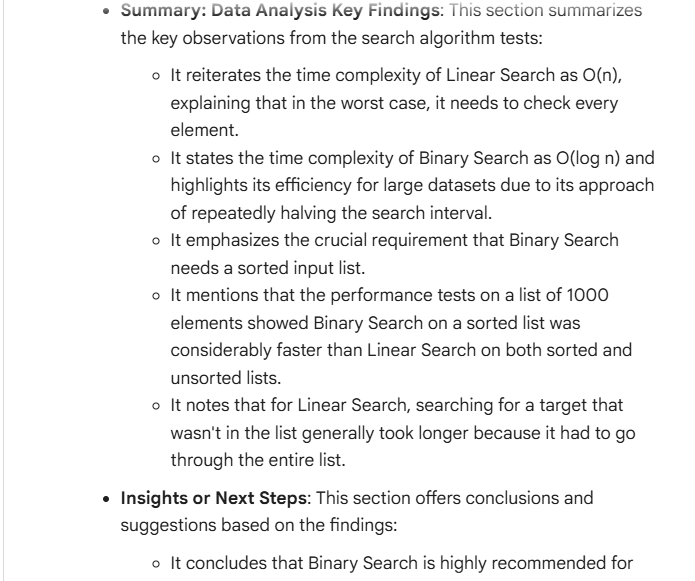 • Summary: Data Analysis Key Findings: This section summarizes
the key observations from the search algorithm tests:
◦ It reiterates the time complexity of Linear Search as O(n),
explaining that in the worst case, it needs to check every
element.
◦ It states the time complexity of Binary Search as O(log n) and
highlights its efficiency for large datasets due to its approach
of repeatedly halving the search interval.
◦ It emphasizes the crucial requirement that Binary Search
needs a sorted input list.
◦ It mentions that the performance tests on a list of 1000
elements showed Binary Search on a sorted list was
considerably faster than Linear Search on both sorted and
unsorted lists.
◦ It notes that for Linear Search, searching for a target that
wasn't in the list generally took longer because it had to go
through the entire list.
• Insights or Next Steps: This section offers conclusions and
suggestions based on the findings:
◦ It concludes that Binary Search is highly recommended for